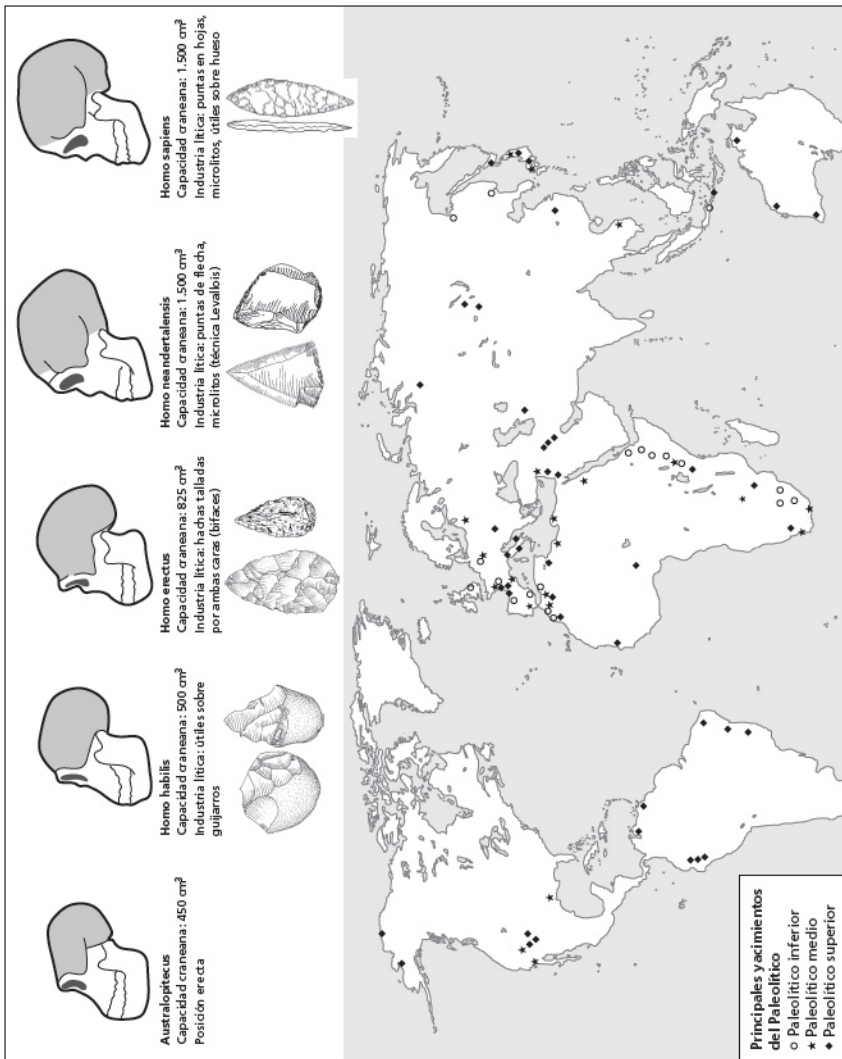 Australopitecus
Capacidad craneana: 450 cm³
Posición erecta
Homo habilis
Capacidad craneana: 500 cm³
Industria lítica: útiles sobre
guijarros
Homo erectus
Capacidad craneana: 825 cm³
Industria lítica: hachas talladas
por ambas caras (bifaces)
Homo neandertalensis
Capacidad craneana: 1.500 cm³
Industria lítica: puntas de flecha,
microlitos (técnica Levallois)
Homo sapiens
Capacidad craneana: 1.500 cm³
Industria lítica: puntas en hojas,
microlitos, útiles sobre hueso
Principales yacimientos
del Paleolítico
Paleolítico inferior
Paleolítico medio
Paleolítico superior